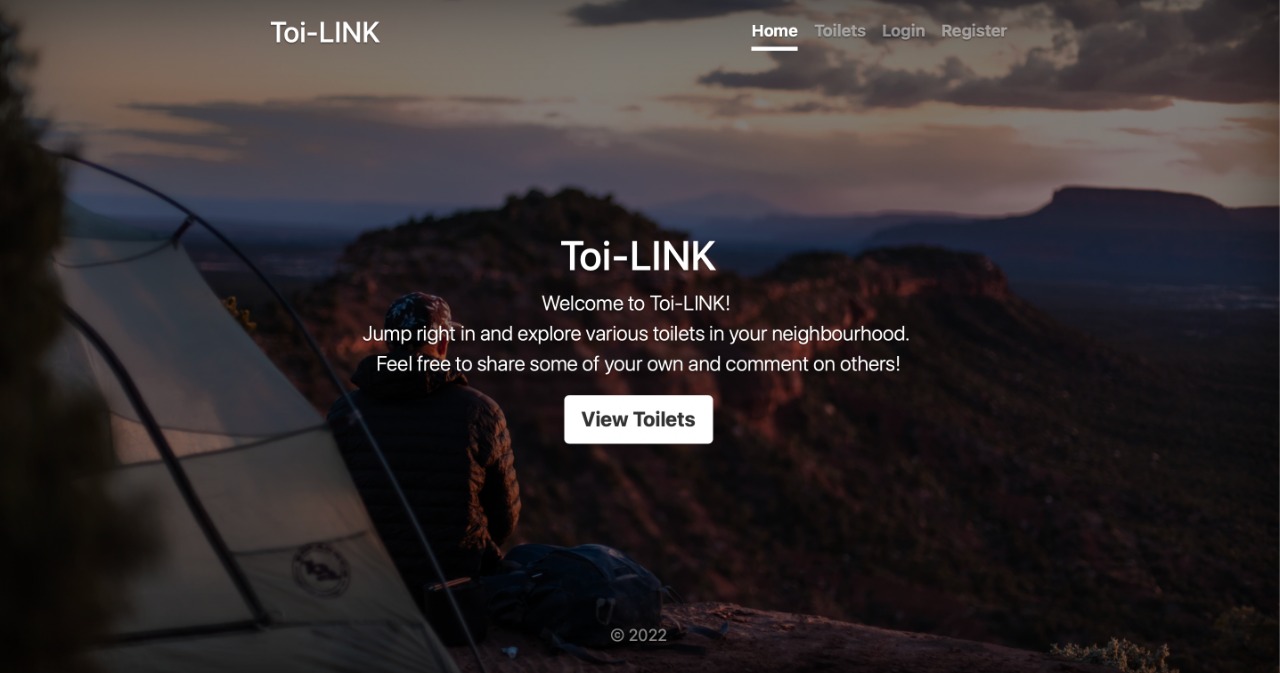 Toi-LINK
Home Toilets Login Register
Toi-LINK
Welcome to Toi-LINK!
Jump right in and explore various toilets in your neighbourhood.
Feel free to share some of your own and comment on others!
View Toilets
© 2022